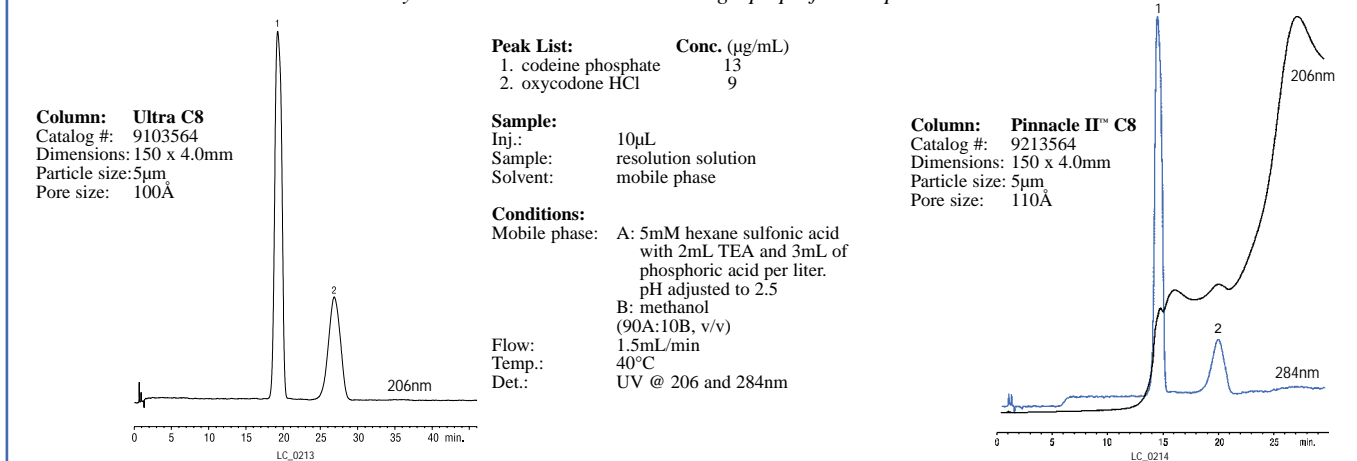 1
Column: Ultra C8
Catalog #: 9103564
Dimensions: 150 x 4.0mm
Particle size: 5µm
Pore size: 100Å
2
206nm
0 5 10 15 20 25 30 35 40 min.
LC_0213
Peak List: Conc. (µg/mL)
1. codeine phosphate 13
2. oxycodone HCl 9
Sample:
Inj.: 10µL
Sample: resolution solution
Solvent: mobile phase
Conditions:
Mobile phase: A: 5mM hexane sulfonic acid
with 2mL TEA and 3mL of
phosphoric acid per liter.
pH adjusted to 2.5
B: methanol
(90A:10B, v/v)
Flow: 1.5mL/min
Temp.: 40°C
Det.: UV @ 206 and 284nm
1
206nm
Column: Pinnacle II™ C8
Catalog #: 9213564
Dimensions: 150 x 4.0mm
Particle size: 5µm
Pore size: 110Å
2
284nm
0 5 10 15 20 25 min.
LC_0214